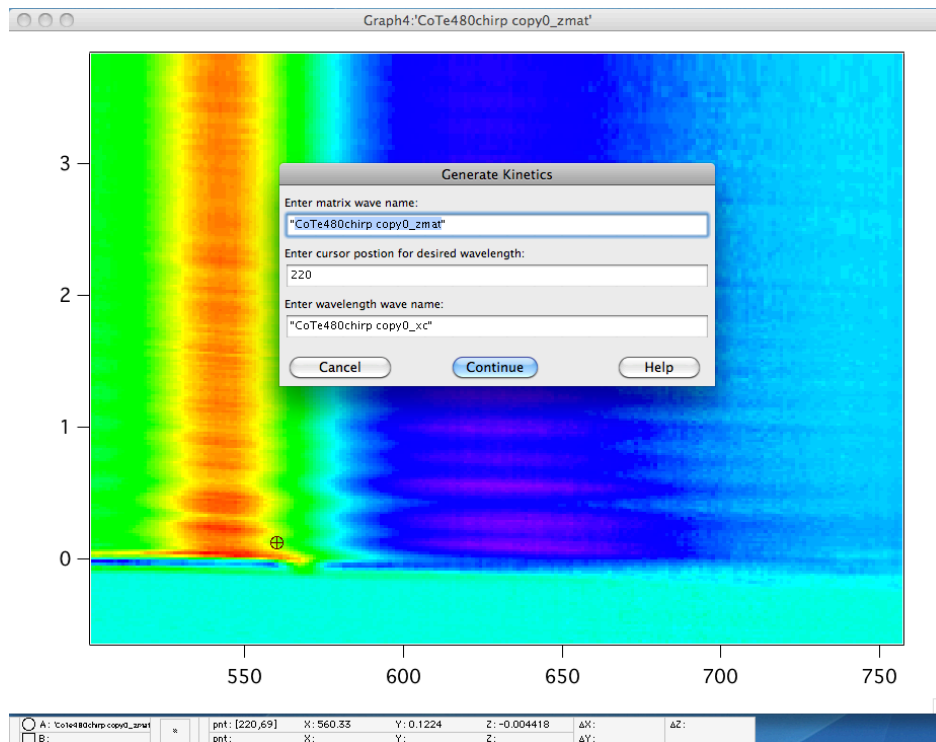 Graph4:'CoTe480chirp copy0_zmat'
3
Generate Kinetics
Enter matrix wave name:
"CoTe480chirp copy0_zmat"
Enter cursor postion for desired wavelength:
220
2
Enter wavelength wave name:
"CoTe480chirp copy0_xc"
Cancel Continue Help
1
0
550 600 650 700 750
A: 'CoTe480chirp copy0_zmat pnt: [220,69] X: 560.33 Y: 0.1224 Z: -0.004418 ΔX: ΔZ:
B: pnt: X: Y: Z: ΔY: